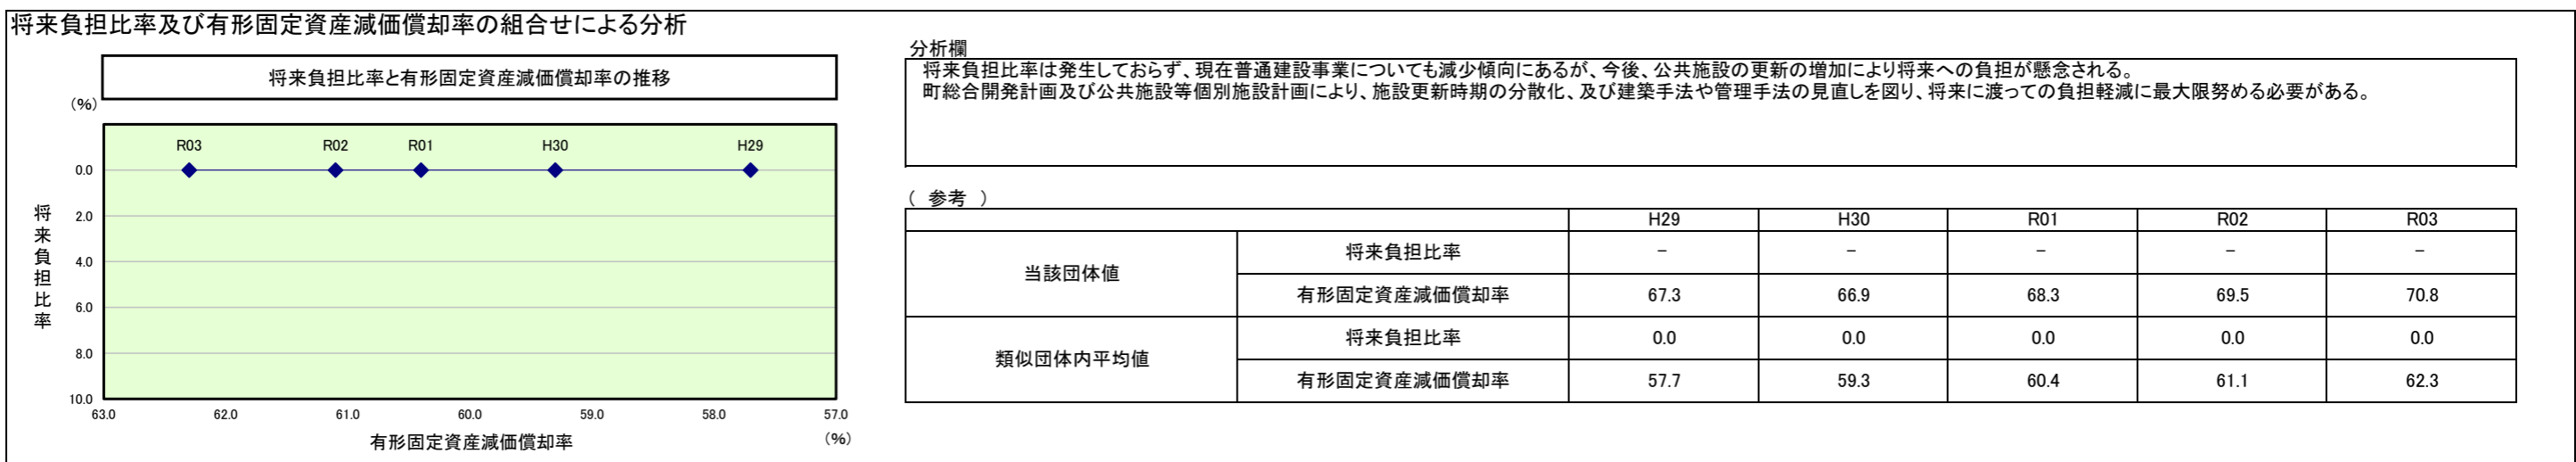 将来負担比率及び有形固定資産減価償却率の組合せによる分析
将来負担比率と有形固定資産減価償却率の推移
(%)
R03 R02 R01 H30 H29
0.0
2.0
4.0
6.0
8.0
10.0
将来負担比率
63.0 62.0 61.0 60.0 59.0 58.0 57.0
有形固定資産減価償却率
(%)
分析欄
将来負担比率は発生しておらず、現在普通建設事業についても減少傾向にあるが、今後、公共施設の更新の増加により将来への負担が懸念される。
町総合開発計画及び公共施設等個別施設計画により、施設更新時期の分散化、及び建築手法や管理手法の見直しを図り、将来に渡っての負担軽減に最大限努める必要がある。
( 参考 )
H29 H30 R01 R02 R03
当該団体値
将来負担比率 － － － － －
有形固定資産減価償却率 67.3 66.9 68.3 69.5 70.8
類似団体内平均値
将来負担比率 0.0 0.0 0.0 0.0 0.0
有形固定資産減価償却率 57.7 59.3 60.4 61.1 62.3